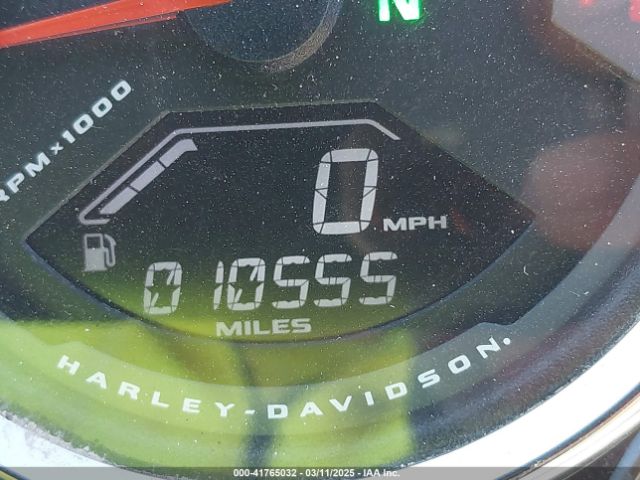 N
RPM x 1000
0 MPH
010555
MILES
HARLEY-DAVIDSON.
000-41765032 - 03/11/2025 - IAA Inc.